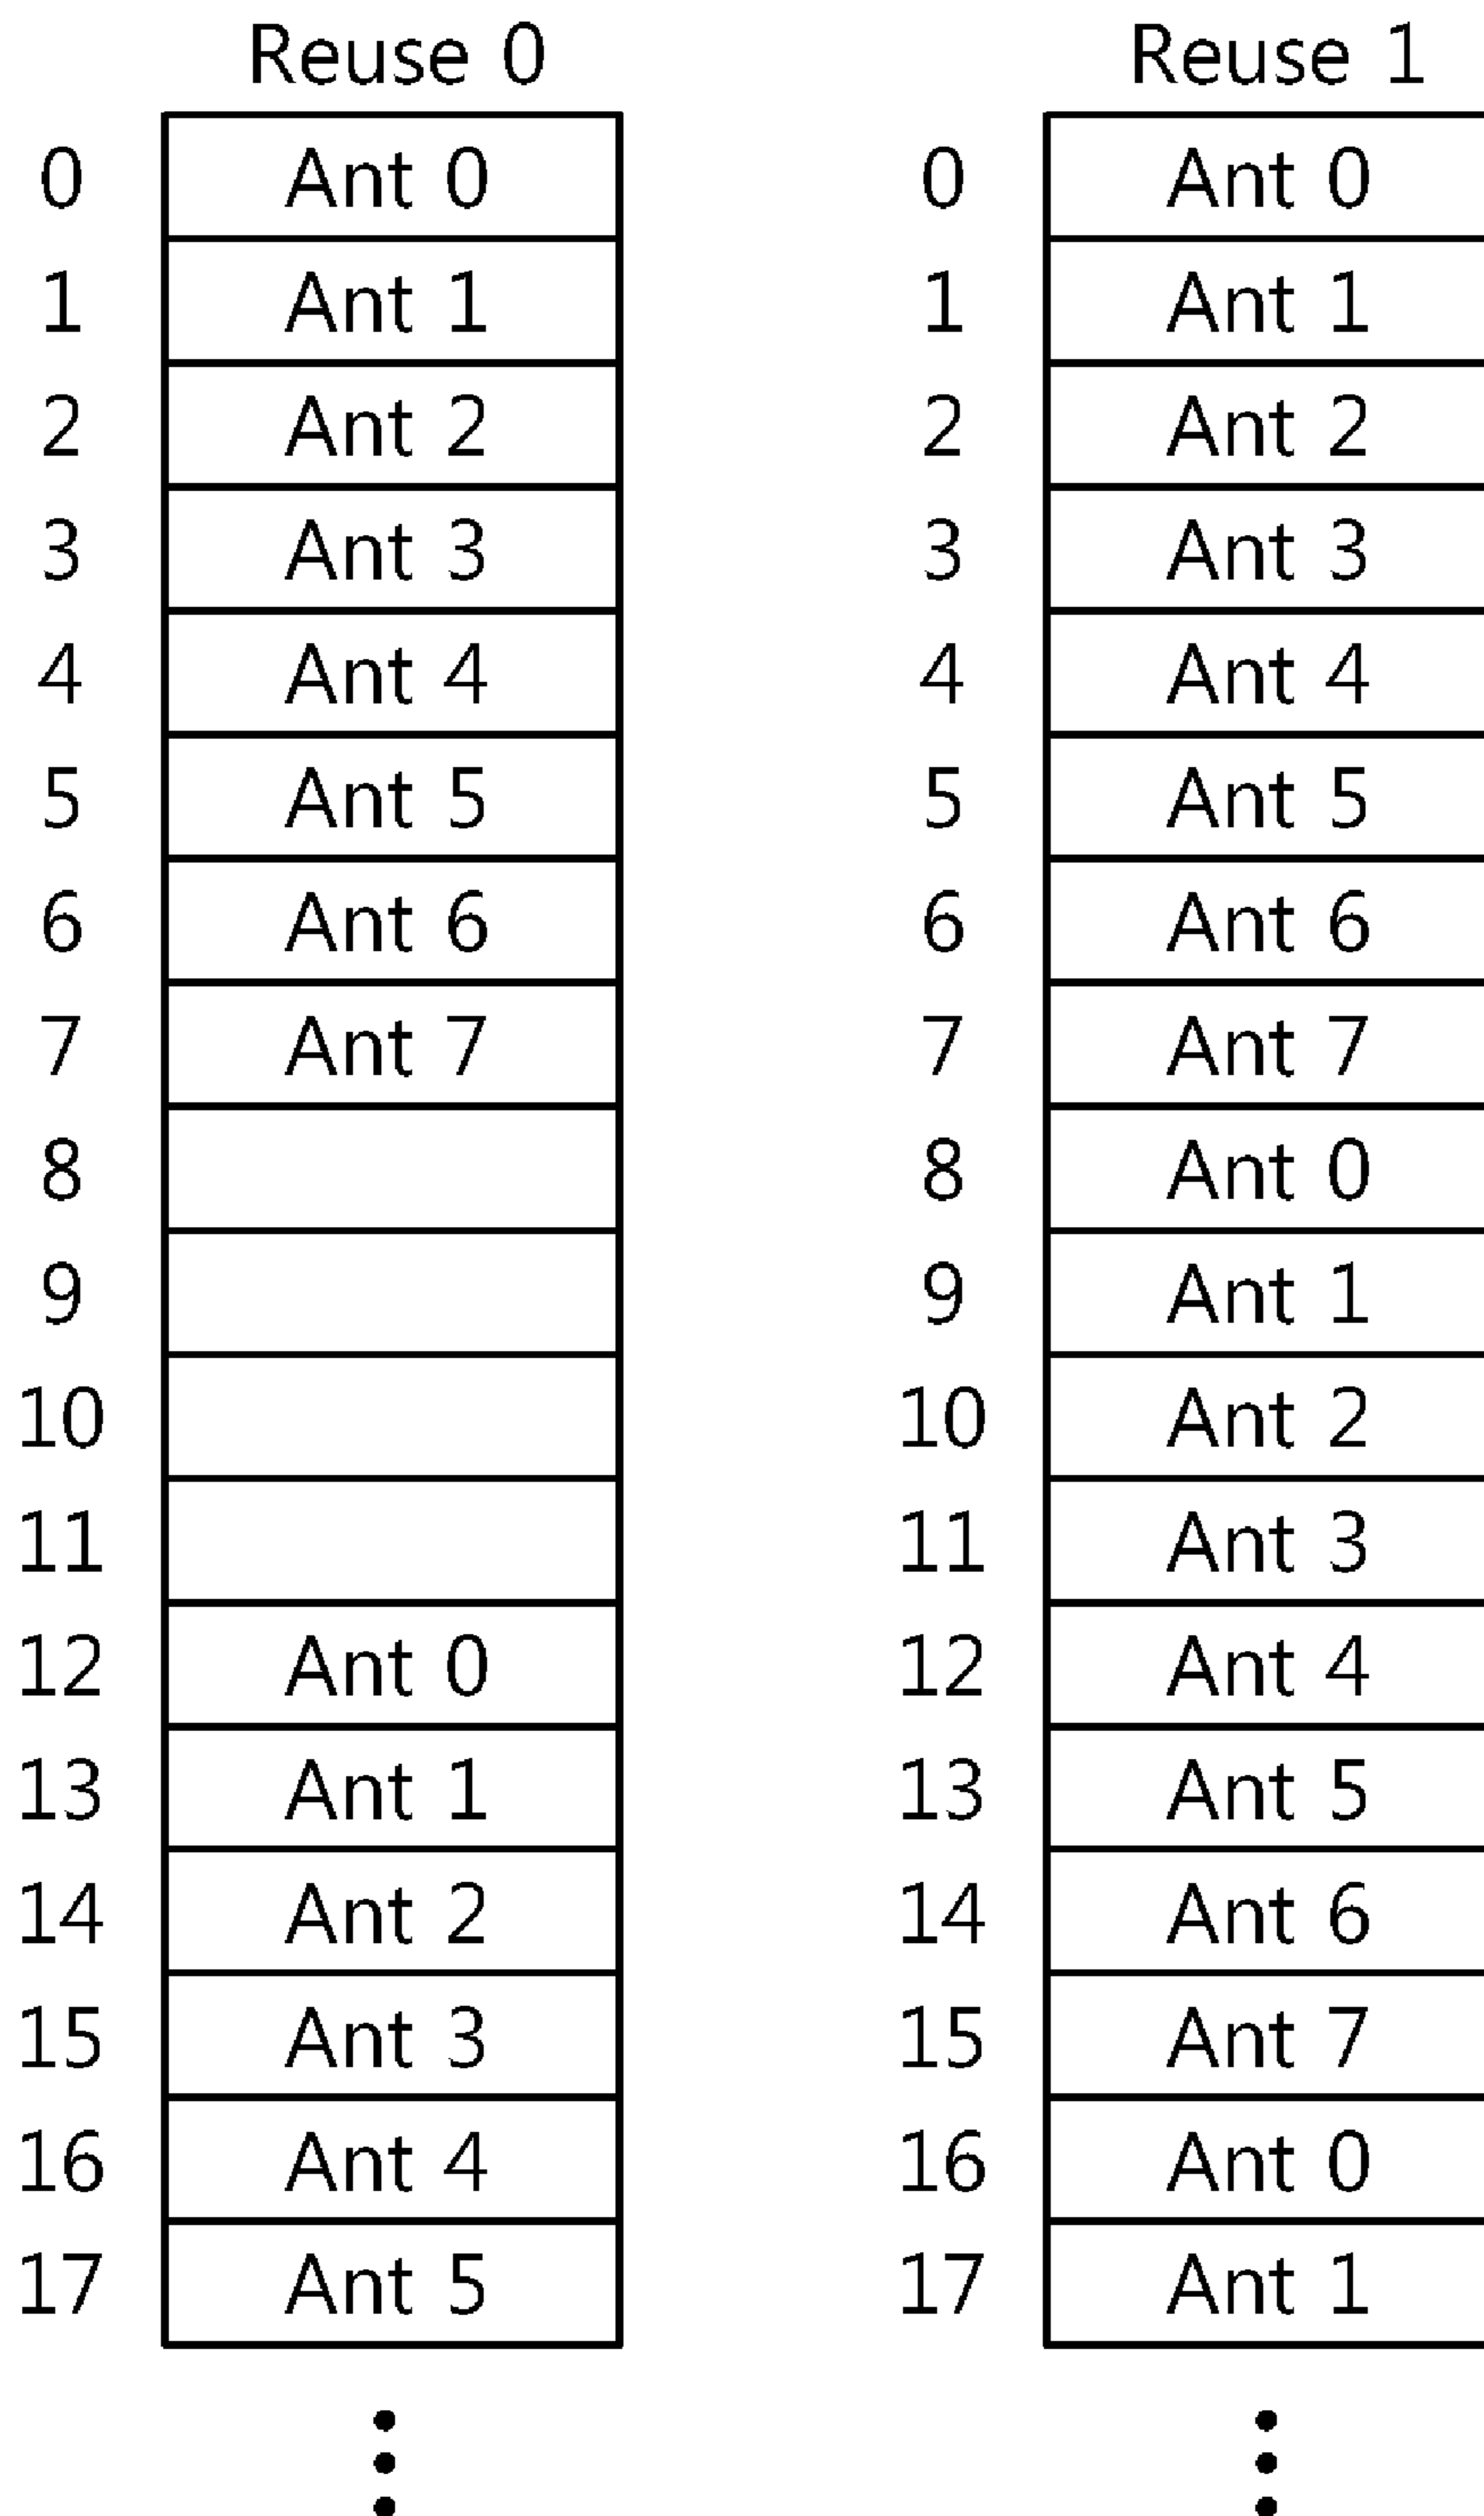 Reuse 0 Reuse 1
0 Ant 0 0 Ant 0
1 Ant 1 1 Ant 1
2 Ant 2 2 Ant 2
3 Ant 3 3 Ant 3
4 Ant 4 4 Ant 4
5 Ant 5 5 Ant 5
6 Ant 6 6 Ant 6
7 Ant 7 7 Ant 7
8 8 Ant 0
9 9 Ant 1
10 10 Ant 2
11 11 Ant 3
12 Ant 0 12 Ant 4
13 Ant 1 13 Ant 5
14 Ant 2 14 Ant 6
15 Ant 3 15 Ant 7
16 Ant 4 16 Ant 0
17 Ant 5 17 Ant 1